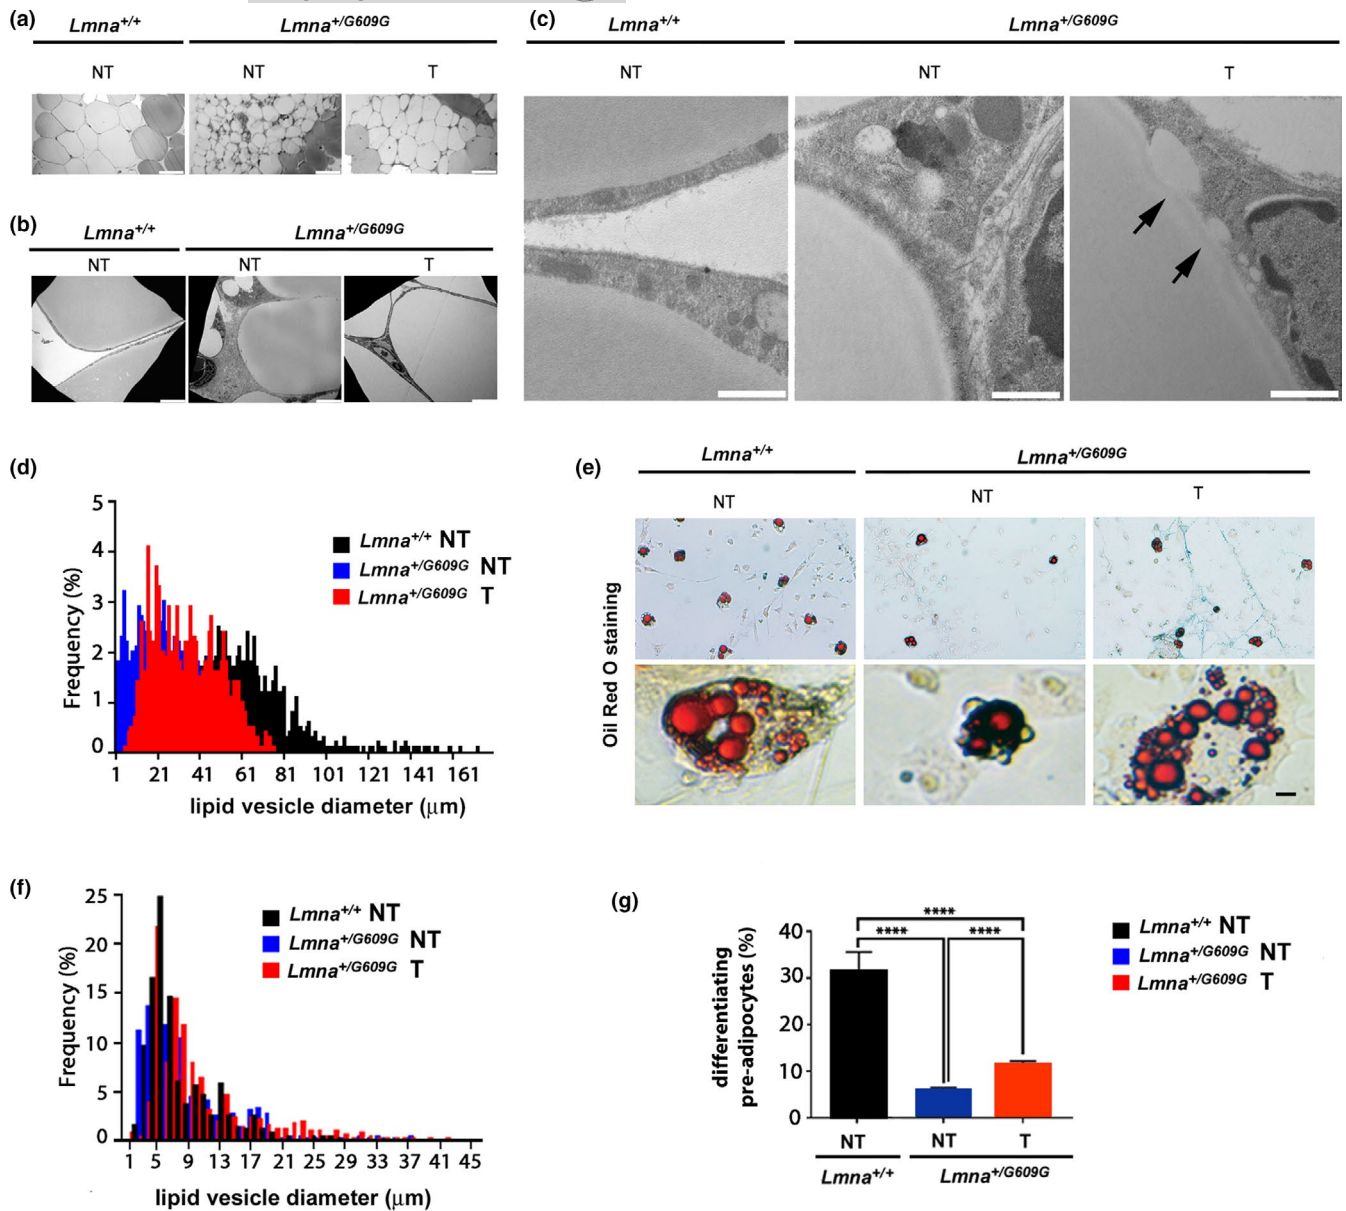 (a)
Lmna+/+ Lmna+/G609G
NT NT T
(b)
Lmna+/+ Lmna+/G609G
NT NT T
(c)
Lmna+/+ Lmna+/G609G
NT NT T
(d)
Frequency (%)
5
4
3
2
1
0
1 21 41 61 81 101 121 141 161
lipid vesicle diameter (μm)
Lmna+/+ NT
Lmna+/G609G NT
Lmna+/G609G T
(e)
Lmna+/+ Lmna+/G609G
NT NT T
Oil Red O staining
(f)
Frequency (%)
25
20
15
10
5
0
1 5 9 13 17 21 25 29 33 37 41 45
lipid vesicle diameter (μm)
Lmna+/+ NT
Lmna+/G609G NT
Lmna+/G609G T
(g)
differentiating
pre-adipocytes (%)
40
30
20
10
0
****
**** ****
NT NT T
Lmna+/+ Lmna+/G609G
Lmna+/+ NT
Lmna+/G609G NT
Lmna+/G609G T